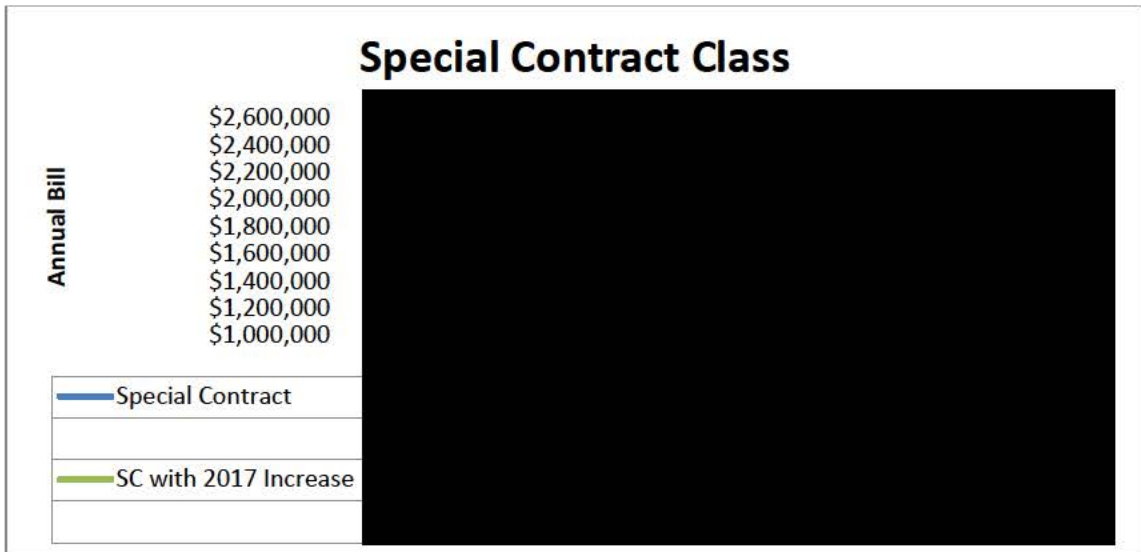 Special Contract Class
Annual Bill
$2,600,000
$2,400,000
$2,200,000
$2,000,000
$1,800,000
$1,600,000
$1,400,000
$1,200,000
$1,000,000
Special Contract
SC with 2017 Increase